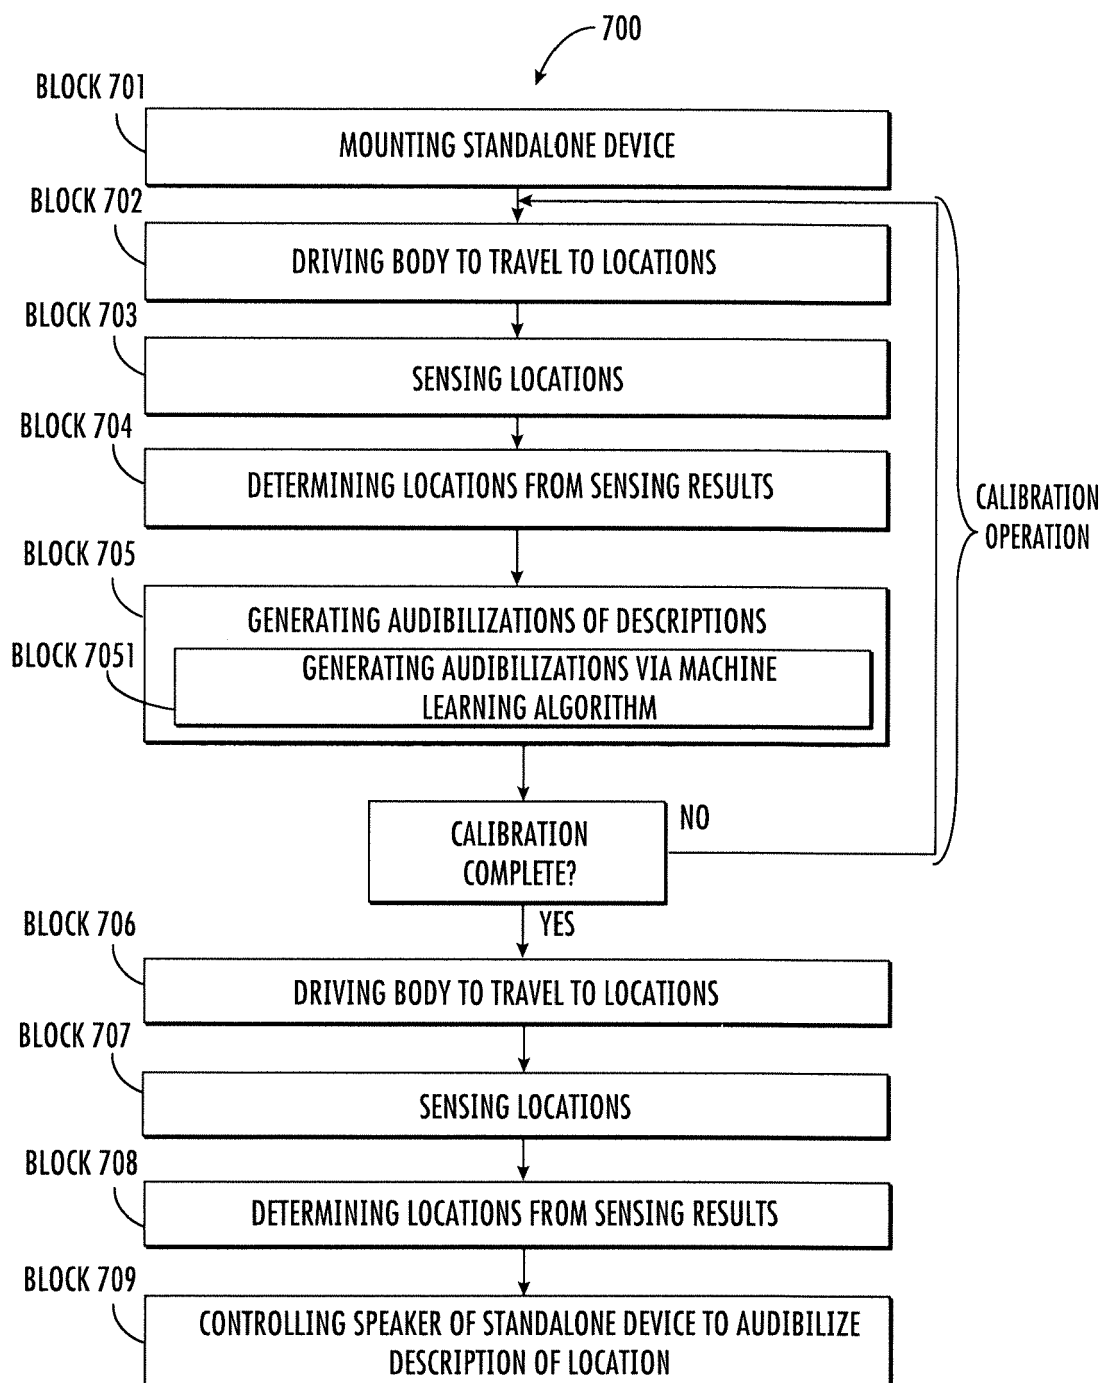 700
BLOCK 701
MOUNTING STANDALONE DEVICE
BLOCK 702
DRIVING BODY TO TRAVEL TO LOCATIONS
BLOCK 703
SENSING LOCATIONS
BLOCK 704
DETERMINING LOCATIONS FROM SENSING RESULTS
CALIBRATION
OPERATION
BLOCK 705
GENERATING AUDIBILIZATIONS OF DESCRIPTIONS
BLOCK 7051
GENERATING AUDIBILIZATIONS VIA MACHINE
LEARNING ALGORITHM
CALIBRATION
COMPLETE?
NO
YES
BLOCK 706
DRIVING BODY TO TRAVEL TO LOCATIONS
BLOCK 707
SENSING LOCATIONS
BLOCK 708
DETERMINING LOCATIONS FROM SENSING RESULTS
BLOCK 709
CONTROLLING SPEAKER OF STANDALONE DEVICE TO AUDIBILIZE
DESCRIPTION OF LOCATION